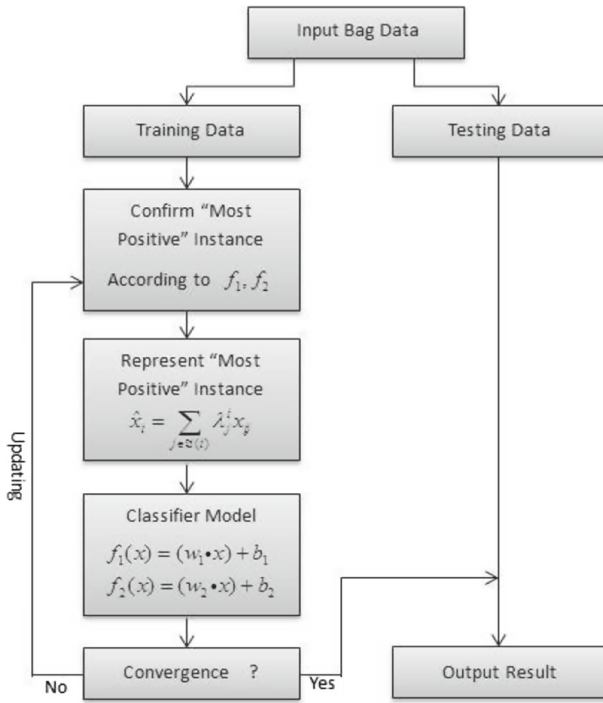 Input Bag Data
Training Data
Testing Data
Confirm “Most
Positive” Instance
According to f₁, f₂
Represent “Most
Positive” Instance
x̂ᵢ = ∑ λⱼⁱ xᵢⱼ
j∈ℑ(i)
Updating
Classifier Model
f₁(x) = (w₁•x) + b₁
f₂(x) = (w₂•x) + b₂
Convergence ?
Output Result
No
Yes